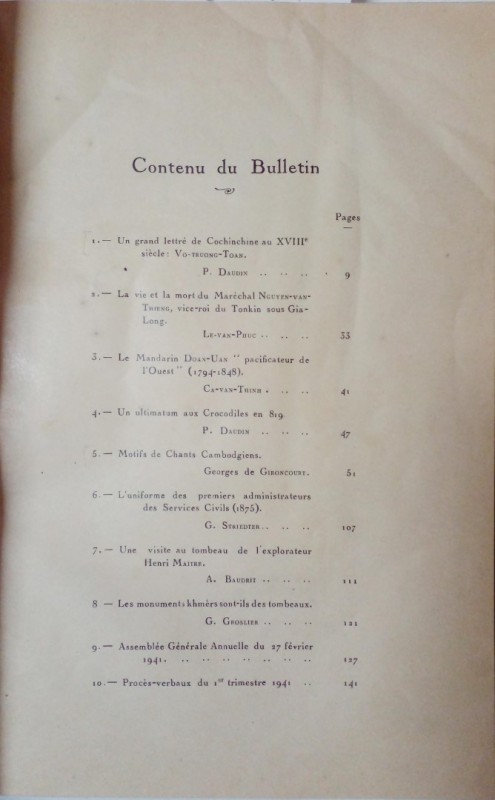 Contenu du Bulletin
Pages
1.— Un grand lettré de Cochinchine au XVIIIe
siècle: Vo-truong-Toan.
P. Daudin .. .. .. 9
2.— La vie et la mort du Maréchal Nguyen-van-
Thieng, vice-roi du Tonkin sous Gia-
Long.
Le-van-Phuc .. .. .. 33
3.— Le Mandarin Doan-Uan " pacificateur de
l'Ouest " (1794-1848).
Ca-van-Thinh . .. .. 41
4.— Un ultimatum aux Crocodiles en 819
P. Daudin .. .. .. 47
5.— Motifs de Chants Cambodgiens.
Georges de Gironcourt. 51
6.— L'uniforme des premiers administrateurs
des Services Civils (1875).
G. Striedter.. .. .. 107
7.— Une visite au tombeau de l'explorateur
Henri Maitre.
A. Baudrit .. .. .. 111
8 — Les monuments khmèrs sont-ils des tombeaux.
G. Groslier .. .. .. 121
9.— Assemblée Générale Annuelle du 27 février
1941. .. .. .. .. .. .. .. 127
10.— Procès-verbaux du 1er trimestre 1941 .. 141